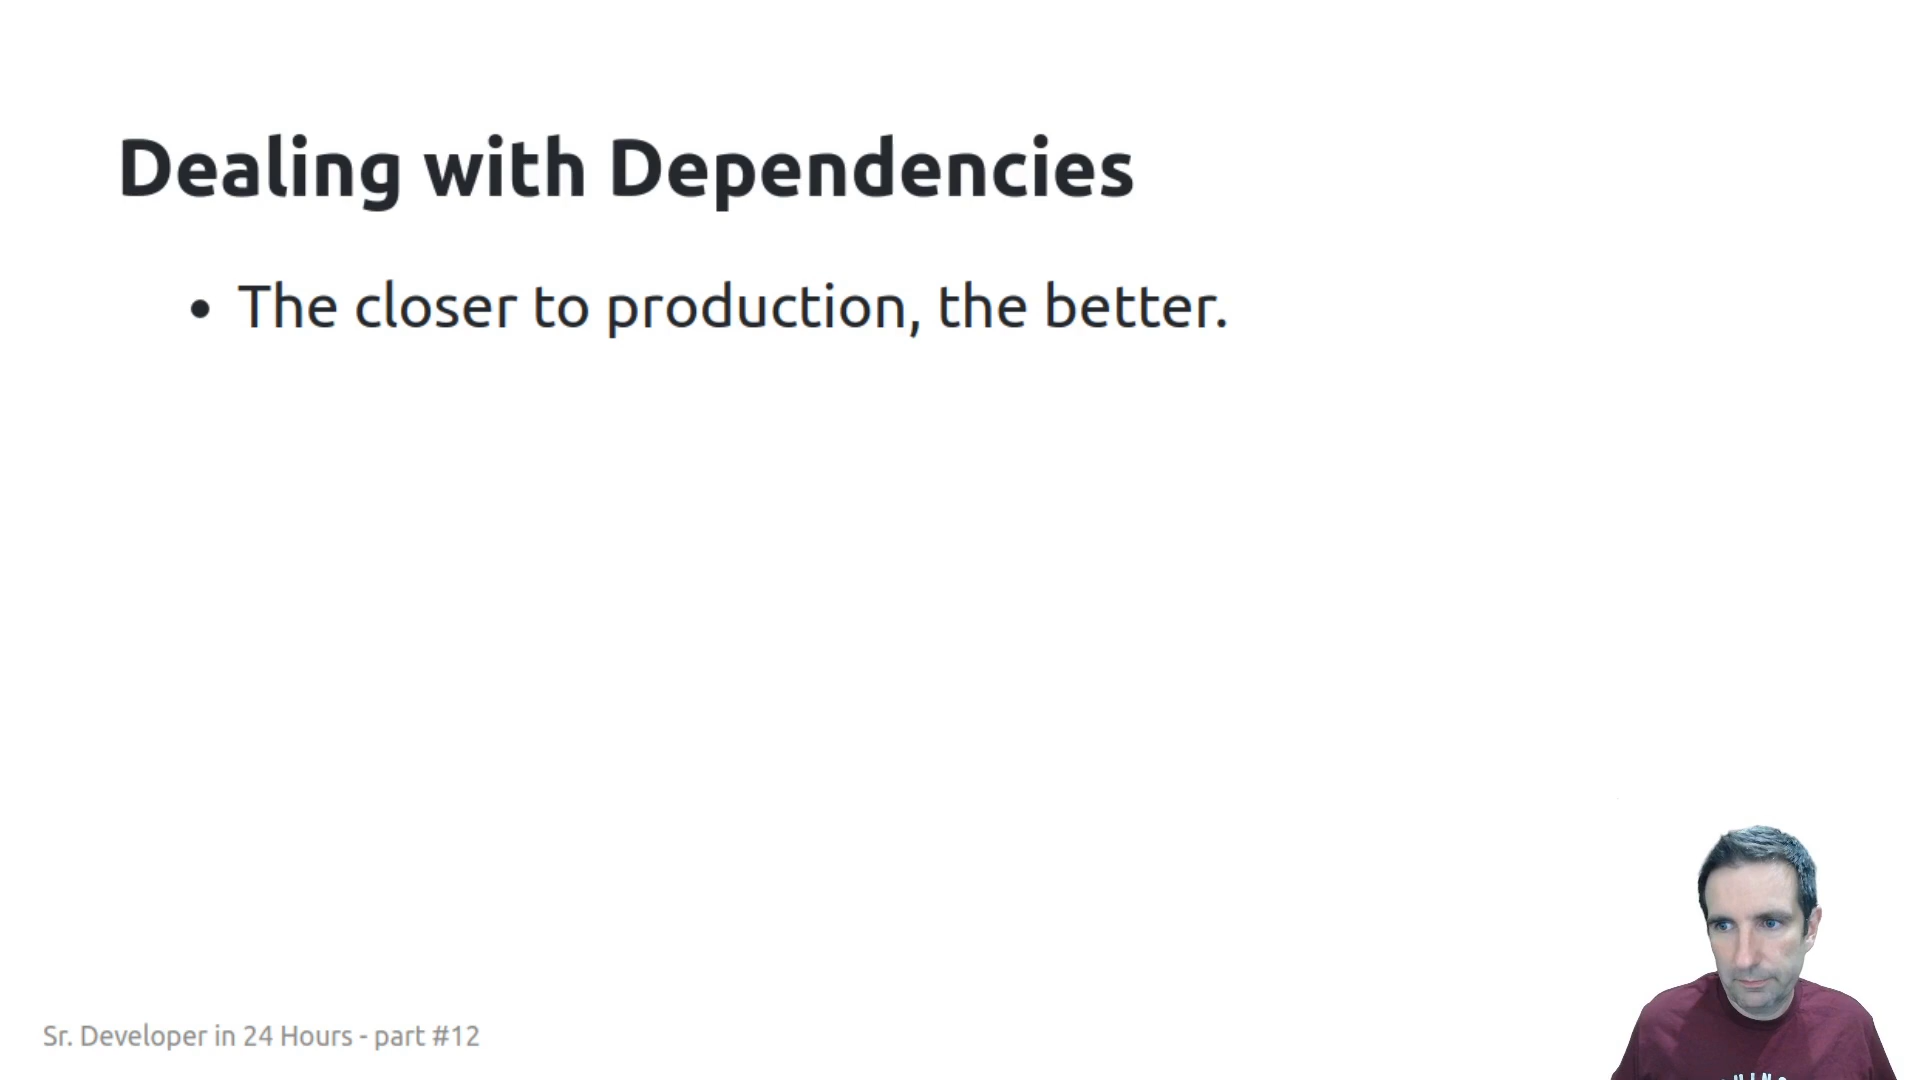 Dealing with Dependencies
• The closer to production, the better.
Sr. Developer in 24 Hours - part #12